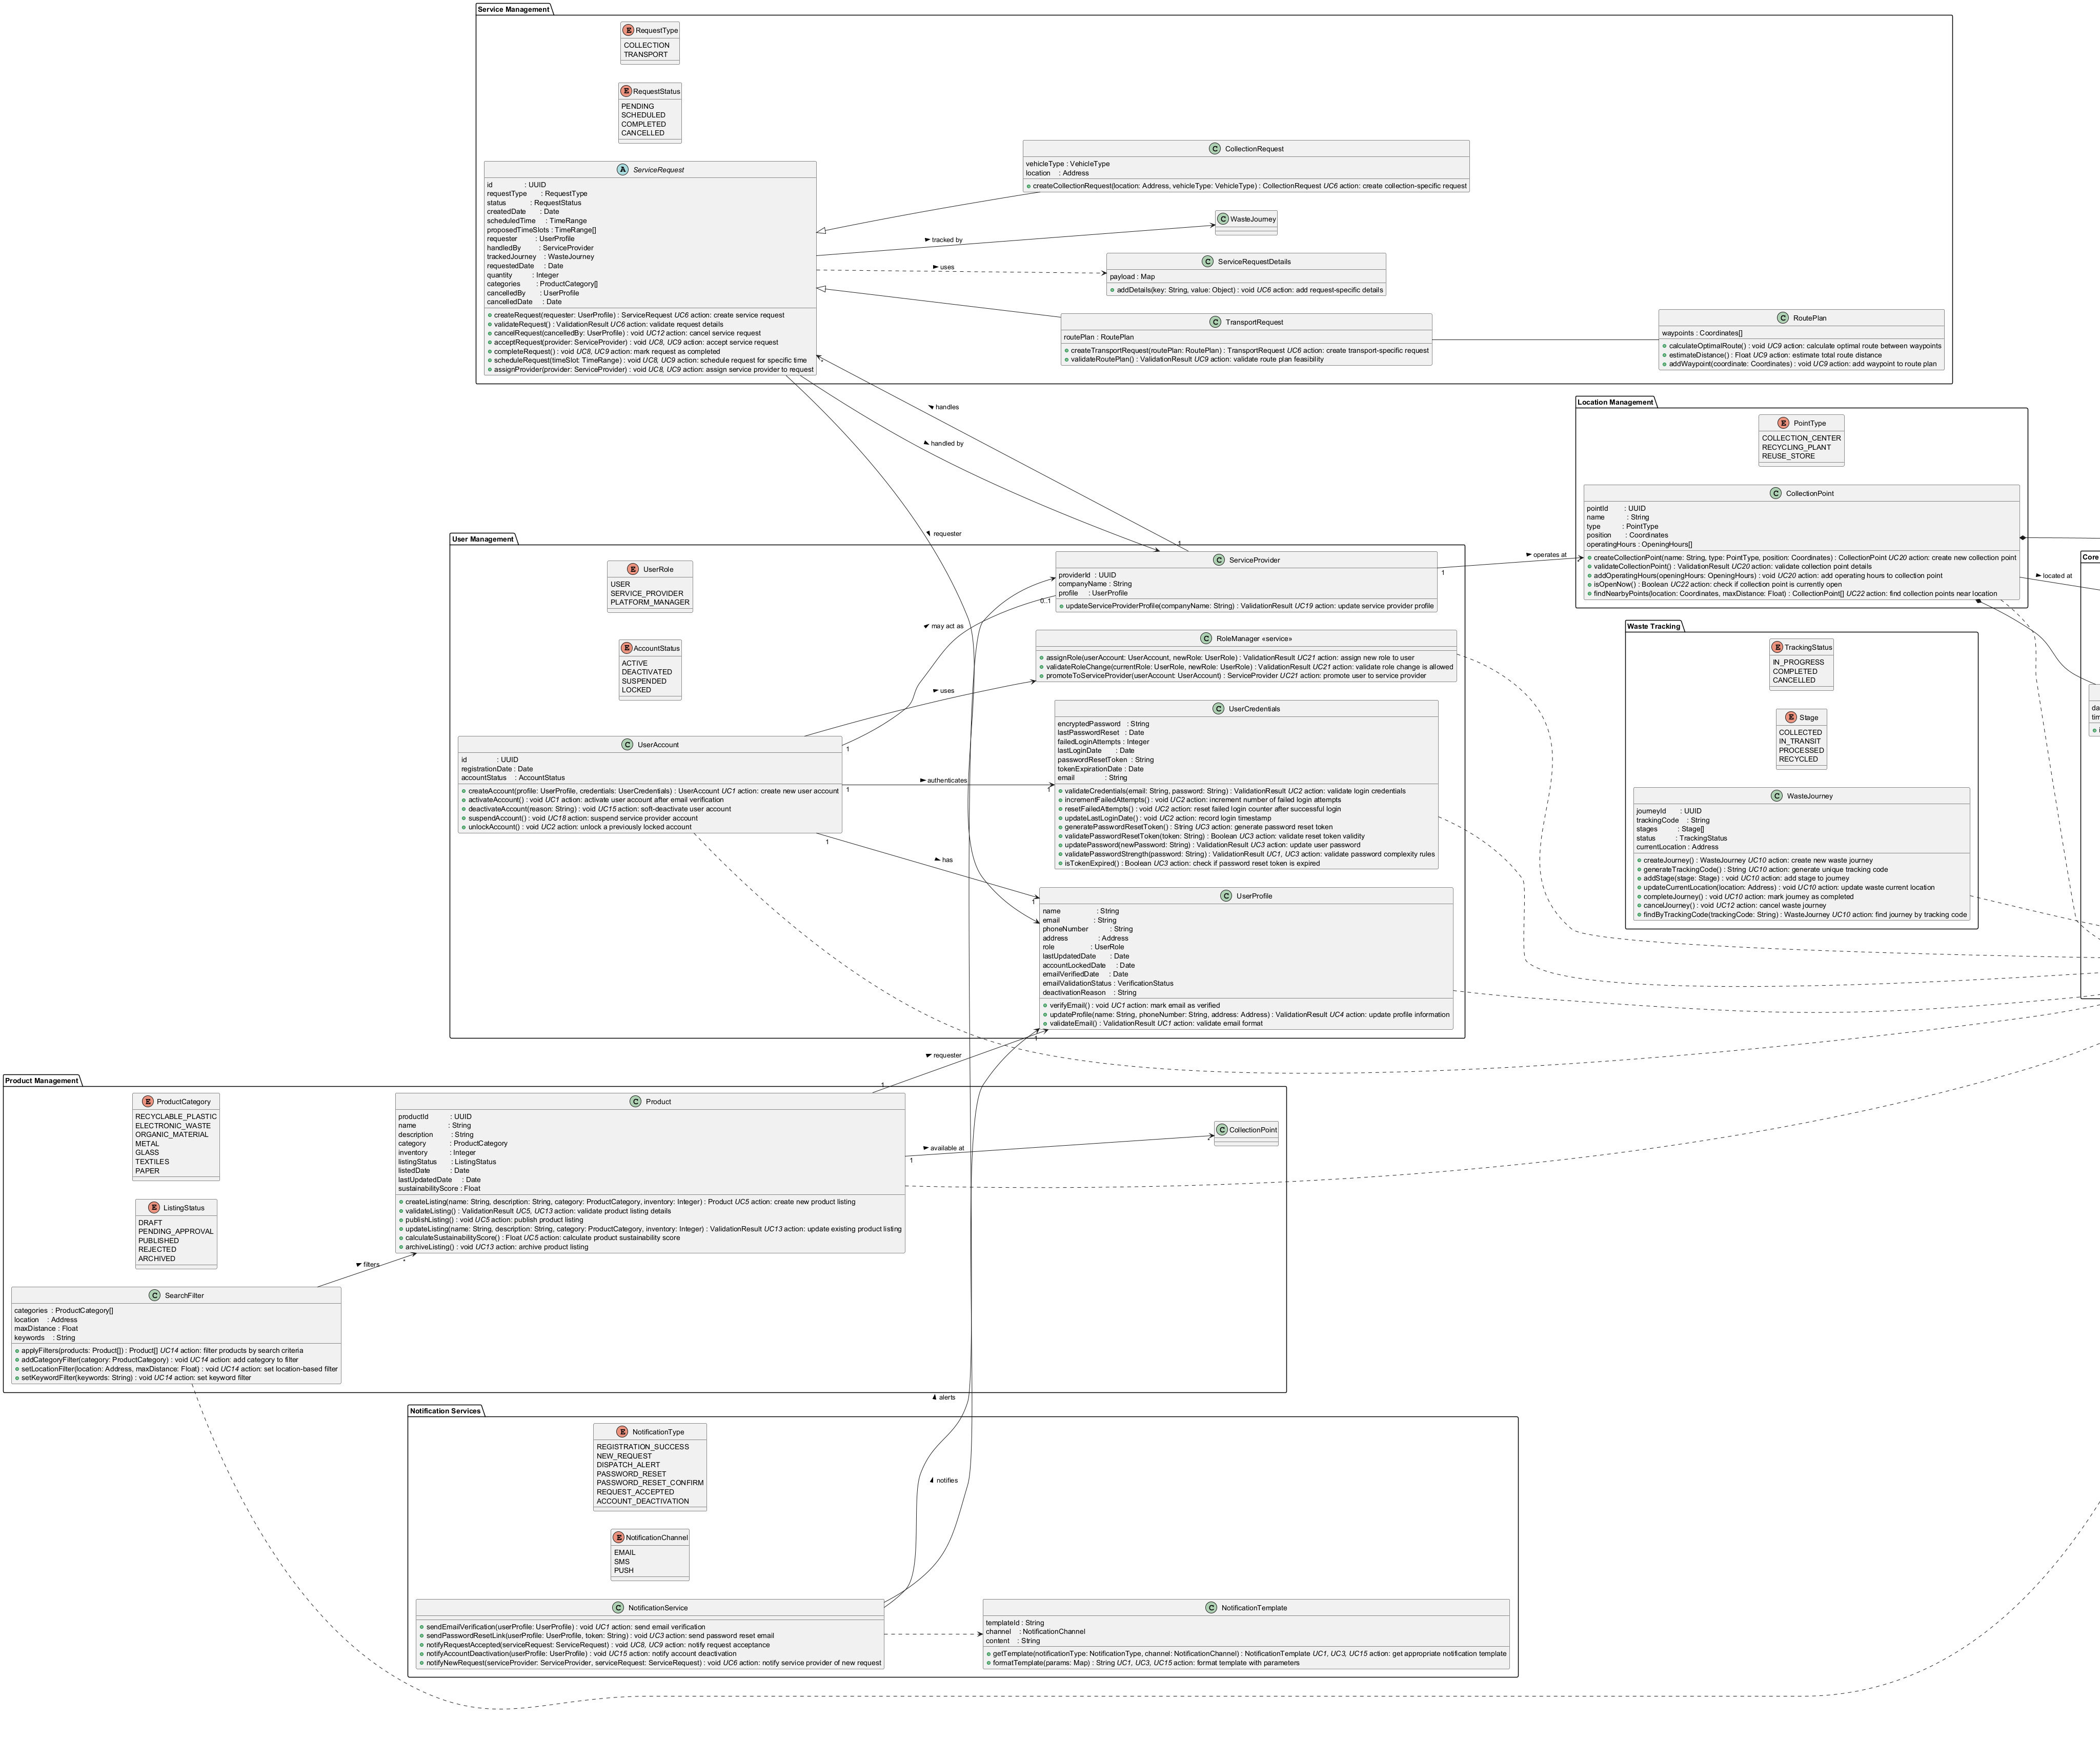 Service Management
RequestType
COLLECTION
TRANSPORT
RequestStatus
PENDING
SCHEDULED
COMPLETED
CANCELLED
ServiceRequest
id : UUID
requestType : RequestType
status : RequestStatus
createdDate : Date
scheduledTime : TimeRange
proposedTimeSlots : TimeRange[]
requester : UserProfile
handledBy : ServiceProvider
trackedJourney : WasteJourney
requestedDate : Date
quantity : Integer
categories : ProductCategory[]
cancelledBy : UserProfile
cancelledDate : Date
createRequest(requester: UserProfile) : ServiceRequest UC6 action: create service request
validateRequest() : ValidationResult UC6 action: validate request details
cancelRequest(cancelledBy: UserProfile) : void UC12 action: cancel service request
acceptRequest(provider: ServiceProvider) : void UC8, UC9 action: accept service request
completeRequest() : void UC8, UC9 action: mark request as completed
scheduleRequest(timeSlot: TimeRange) : void UC8, UC9 action: schedule request for specific time
assignProvider(provider: ServiceProvider) : void UC8, UC9 action: assign service provider to request
CollectionRequest
vehicleType : VehicleType
location : Address
createCollectionRequest(location: Address, vehicleType: VehicleType) : CollectionRequest UC6 action: create collection-specific request
tracked by
WasteJourney
uses
ServiceRequestDetails
payload : Map
addDetails(key: String, value: Object) : void UC6 action: add request-specific details
TransportRequest
routePlan : RoutePlan
createTransportRequest(routePlan: RoutePlan) : TransportRequest UC6 action: create transport-specific request
validateRoutePlan() : ValidationResult UC9 action: validate route plan feasibility
RoutePlan
waypoints : Coordinates[]
calculateOptimalRoute() : void UC9 action: calculate optimal route between waypoints
estimateDistance() : Float UC9 action: estimate total route distance
addWaypoint(coordinate: Coordinates) : void UC9 action: add waypoint to route plan
*
handles
handled by
requester
1
Location Management
PointType
COLLECTION_CENTER
RECYCLING_PLANT
REUSE_STORE
CollectionPoint
pointId : UUID
name : String
type : PointType
position : Coordinates
operatingHours : OpeningHours[]
createCollectionPoint(name: String, type: PointType, position: Coordinates) : CollectionPoint UC20 action: create new collection point
validateCollectionPoint() : ValidationResult UC20 action: validate collection point details
addOperatingHours(openingHours: OpeningHours) : void UC20 action: add operating hours to collection point
isOpenNow() : Boolean UC22 action: check if collection point is currently open
findNearbyPoints(location: Coordinates, maxDistance: Float) : CollectionPoint[] UC22 action: find collection points near location
Core
located at
da
tim
i
User Management
UserRole
USER
SERVICE_PROVIDER
PLATFORM_MANAGER
AccountStatus
ACTIVE
DEACTIVATED
SUSPENDED
LOCKED
UserAccount
id : UUID
registrationDate : Date
accountStatus : AccountStatus
createAccount(profile: UserProfile, credentials: UserCredentials) : UserAccount UC1 action: create new user account
activateAccount() : void UC1 action: activate user account after email verification
deactivateAccount(reason: String) : void UC15 action: soft-deactivate user account
suspendAccount() : void UC18 action: suspend service provider account
unlockAccount() : void UC2 action: unlock a previously locked account
ServiceProvider
providerId : UUID
companyName : String
profile : UserProfile
updateServiceProviderProfile(companyName: String) : ValidationResult UC19 action: update service provider profile
1
operates at
*
0..1
may act as
1
uses
RoleManager «service»
assignRole(userAccount: UserAccount, newRole: UserRole) : ValidationResult UC21 action: assign new role to user
validateRoleChange(currentRole: UserRole, newRole: UserRole) : ValidationResult UC21 action: validate role change is allowed
promoteToServiceProvider(userAccount: UserAccount) : ServiceProvider UC21 action: promote user to service provider
UserCredentials
encryptedPassword : String
lastPasswordReset : Date
failedLoginAttempts : Integer
lastLoginDate : Date
passwordResetToken : String
tokenExpirationDate : Date
email : String
validateCredentials(email: String, password: String) : ValidationResult UC2 action: validate login credentials
incrementFailedAttempts() : void UC2 action: increment number of failed login attempts
resetFailedAttempts() : void UC2 action: reset failed login counter after successful login
updateLastLoginDate() : void UC2 action: record login timestamp
generatePasswordResetToken() : String UC3 action: generate password reset token
validatePasswordResetToken(token: String) : Boolean UC3 action: validate reset token validity
updatePassword(newPassword: String) : ValidationResult UC3 action: update user password
validatePasswordStrength(password: String) : ValidationResult UC1, UC3 action: validate password complexity rules
isTokenExpired() : Boolean UC3 action: check if password reset token is expired
1
authenticates
1
1
has
1
UserProfile
name : String
email : String
phoneNumber : String
address : Address
role : UserRole
lastUpdatedDate : Date
accountLockedDate : Date
emailVerifiedDate : Date
emailValidationStatus : VerificationStatus
deactivationReason : String
verifyEmail() : void UC1 action: mark email as verified
updateProfile(name: String, phoneNumber: String, address: Address) : ValidationResult UC4 action: update profile information
validateEmail() : ValidationResult UC1 action: validate email format
1
requester
1
Waste Tracking
TrackingStatus
IN_PROGRESS
COMPLETED
CANCELLED
Stage
COLLECTED
IN_TRANSIT
PROCESSED
RECYCLED
WasteJourney
journeyId : UUID
trackingCode : String
stages : Stage[]
status : TrackingStatus
currentLocation : Address
createJourney() : WasteJourney UC10 action: create new waste journey
generateTrackingCode() : String UC10 action: generate unique tracking code
addStage(stage: Stage) : void UC10 action: add stage to journey
updateCurrentLocation(location: Address) : void UC10 action: update waste current location
completeJourney() : void UC10 action: mark journey as completed
cancelJourney() : void UC12 action: cancel waste journey
findByTrackingCode(trackingCode: String) : WasteJourney UC10 action: find journey by tracking code
Product Management
ProductCategory
RECYCLABLE_PLASTIC
ELECTRONIC_WASTE
ORGANIC_MATERIAL
METAL
GLASS
TEXTILES
PAPER
ListingStatus
DRAFT
PENDING_APPROVAL
PUBLISHED
REJECTED
ARCHIVED
SearchFilter
categories : ProductCategory[]
location : Address
maxDistance : Float
keywords : String
applyFilters(products: Product[]) : Product[] UC14 action: filter products by search criteria
addCategoryFilter(category: ProductCategory) : void UC14 action: add category to filter
setLocationFilter(location: Address, maxDistance: Float) : void UC14 action: set location-based filter
setKeywordFilter(keywords: String) : void UC14 action: set keyword filter
filters
*
Product
productId : UUID
name : String
description : String
category : ProductCategory
inventory : Integer
listingStatus : ListingStatus
listedDate : Date
lastUpdatedDate : Date
sustainabilityScore : Float
createListing(name: String, description: String, category: ProductCategory, inventory: Integer) : Product UC5 action: create new product listing
validateListing() : ValidationResult UC5, UC13 action: validate product listing details
publishListing() : void UC5 action: publish product listing
updateListing(name: String, description: String, category: ProductCategory, inventory: Integer) : ValidationResult UC13 action: update existing product listing
calculateSustainabilityScore() : Float UC5 action: calculate product sustainability score
archiveListing() : void UC13 action: archive product listing
1
available at
*
CollectionPoint
alerts
notifies
Notification Services
NotificationType
REGISTRATION_SUCCESS
NEW_REQUEST
DISPATCH_ALERT
PASSWORD_RESET
PASSWORD_RESET_CONFIRM
REQUEST_ACCEPTED
ACCOUNT_DEACTIVATION
NotificationChannel
EMAIL
SMS
PUSH
NotificationService
sendEmailVerification(userProfile: UserProfile) : void UC1 action: send email verification
sendPasswordResetLink(userProfile: UserProfile, token: String) : void UC3 action: send password reset email
notifyRequestAccepted(serviceRequest: ServiceRequest) : void UC8, UC9 action: notify request acceptance
notifyAccountDeactivation(userProfile: UserProfile) : void UC15 action: notify account deactivation
notifyNewRequest(serviceProvider: ServiceProvider, serviceRequest: ServiceRequest) : void UC6 action: notify service provider of new request
NotificationTemplate
templateId : String
channel : NotificationChannel
content : String
getTemplate(notificationType: NotificationType, channel: NotificationChannel) : NotificationTemplate UC1, UC3, UC15 action: get appropriate notification template
formatTemplate(params: Map) : String UC1, UC3, UC15 action: format template with parameters